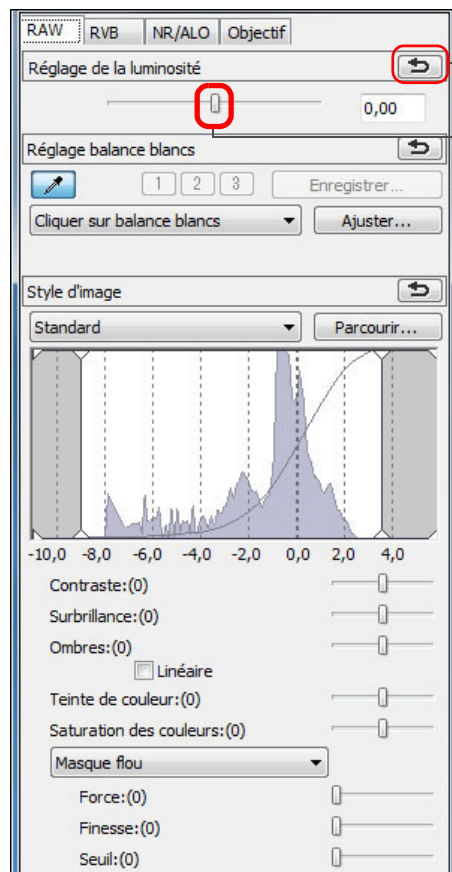 RAW RVB NR/ALO Objectif
Réglage de la luminosité
0,00
Réglage balance blancs
1 2 3 Enregistrer...
Cliquer sur balance blancs Ajuster...
Style d'image
Standard Parcourir...
-10,0 -8,0 -6,0 -4,0 -2,0 0,0 2,0 4,0
Contraste:(0)
Surbrillance:(0)
Ombres:(0)
Linéaire
Teinte de couleur:(0)
Saturation des couleurs:(0)
Masque flou
Force:(0)
Finesse:(0)
Seuil:(0)